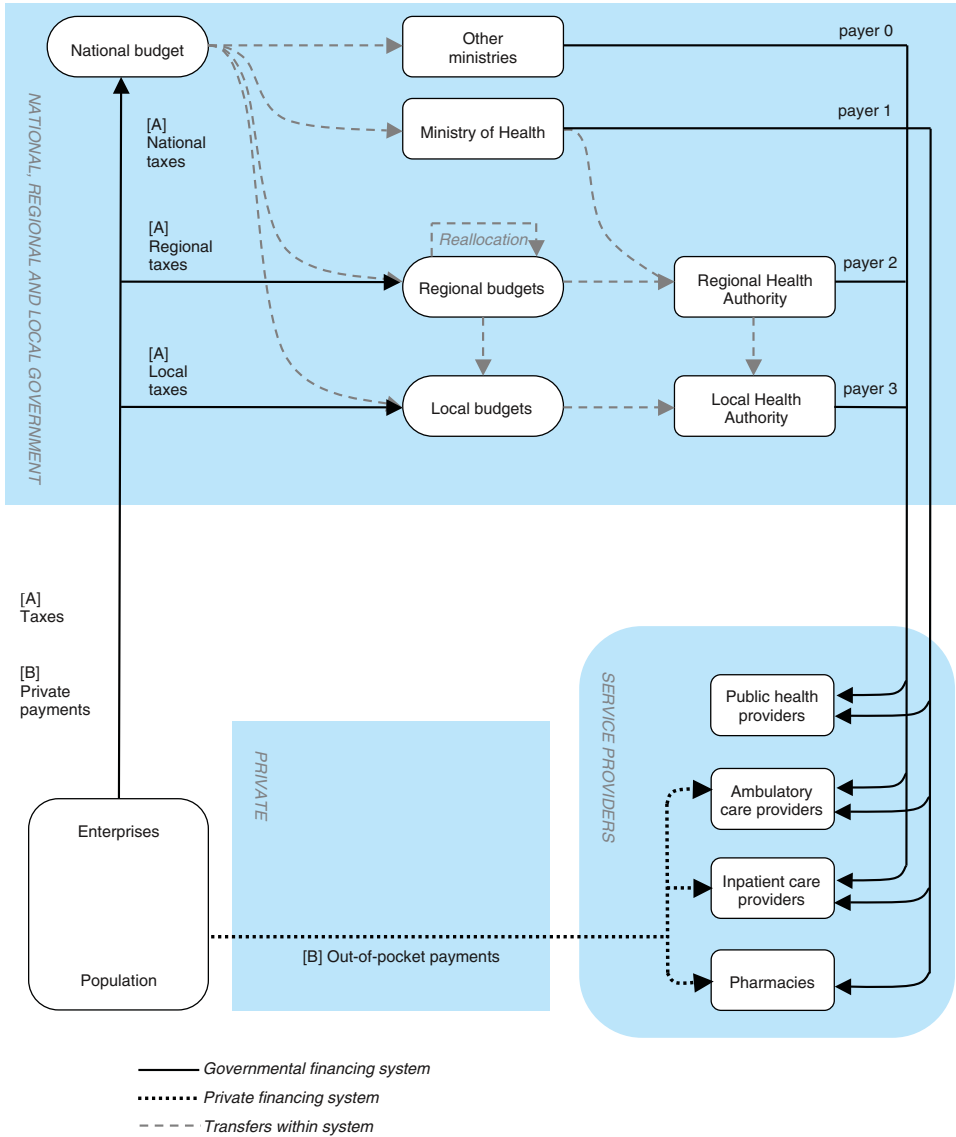 National budget
Other
ministries
payer 0
Ministry of Health
payer 1
NATIONAL, REGIONAL AND LOCAL GOVERNMENT
[A]
National
taxes
[A]
Regional
taxes
Reallocation
Regional budgets
Regional Health
Authority
payer 2
[A]
Local
taxes
Local budgets
Local Health
Authority
payer 3
[A]
Taxes
[B]
Private
payments
Enterprises
Population
PRIVATE
[B] Out-of-pocket payments
SERVICE PROVIDERS
Public health
providers
Ambulatory
care providers
Inpatient care
providers
Pharmacies
Governmental financing system
Private financing system
Transfers within system